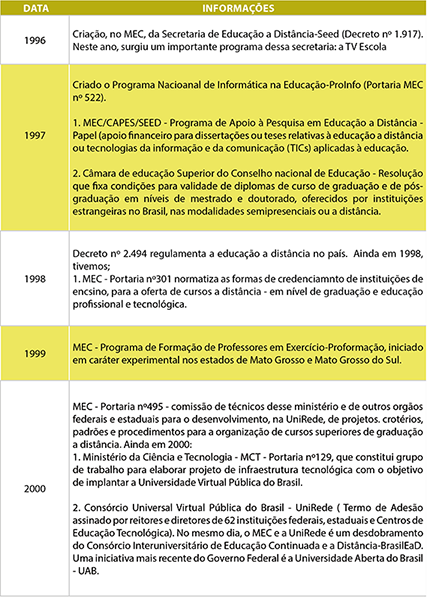 DATA INFORMAÇÕES
1996
Criação, no MEC, da Secretaria de Educação a Distância-Seed (Decreto nº 1.917).
Neste ano, surgiu um importante programa dessa secretaria: a TV Escola
1997
Criado o Programa Nacioanal de Informática na Educação-ProInfo (Portaria MEC
nº 522).
1. MEC/CAPES/SEED - Programa de Apoio à Pesquisa em Educação a Distância -
Papel (apoio financeiro para dissertações ou teses relativas à educação a distância
ou tecnologias da informação e da comunicação (TICs) aplicadas à educação.
2. Câmara de educação Superior do Conselho nacional de Educação - Resolução
que fixa condições para validade de diplomas de curso de graduação e de pós-
graduação em níveis de mestrado e doutorado, oferecidos por instituições
estrangeiras no Brasil, nas modalidades semipresenciais ou a distância.
1998
Decreto nº 2.494 regulamenta a educação a distância no país. Ainda em 1998,
tivemos;
1. MEC - Portaria nº301 normatiza as formas de credenciamnto de instituições de
encsino, para a oferta de cursos a distância - em nível de graduação e educação
profissional e tecnológica.
1999
MEC - Programa de Formação de Professores em Exercício-Proformação, iniciado
em caráter experimental nos estados de Mato Grosso e Mato Grosso do Sul.
2000
MEC - Portaria nº495 - comissão de técnicos desse ministério e de outros orgãos
federais e estaduais para o desenvolvimento, na UniRede, de projetos. crotérios,
padrões e procedimentos para a organização de cursos superiores de graduação
a distância. Ainda em 2000:
1. Ministério da Ciência e Tecnologia - MCT - Portaria nº129, que constitui grupo
de trabalho para elaborar projeto de infraestrutura tecnológica com o objetivo
de implantar a Universidade Virtual Pública do Brasil.
2. Consórcio Universal Virtual Pública do Brasil - UniRede ( Termo de Adesão
assinado por reitores e diretores de 62 instituições federais, estaduais e Centros de
Educação Tecnológica). No mesmo dia, o MEC e a UniRede é um desdobramento
do Consórcio Interuniversitário de Educação Continuada e a Distância-BrasilEaD.
Uma iniciativa mais recente do Governo Federal é a Universidade Aberta do Brasil
- UAB.